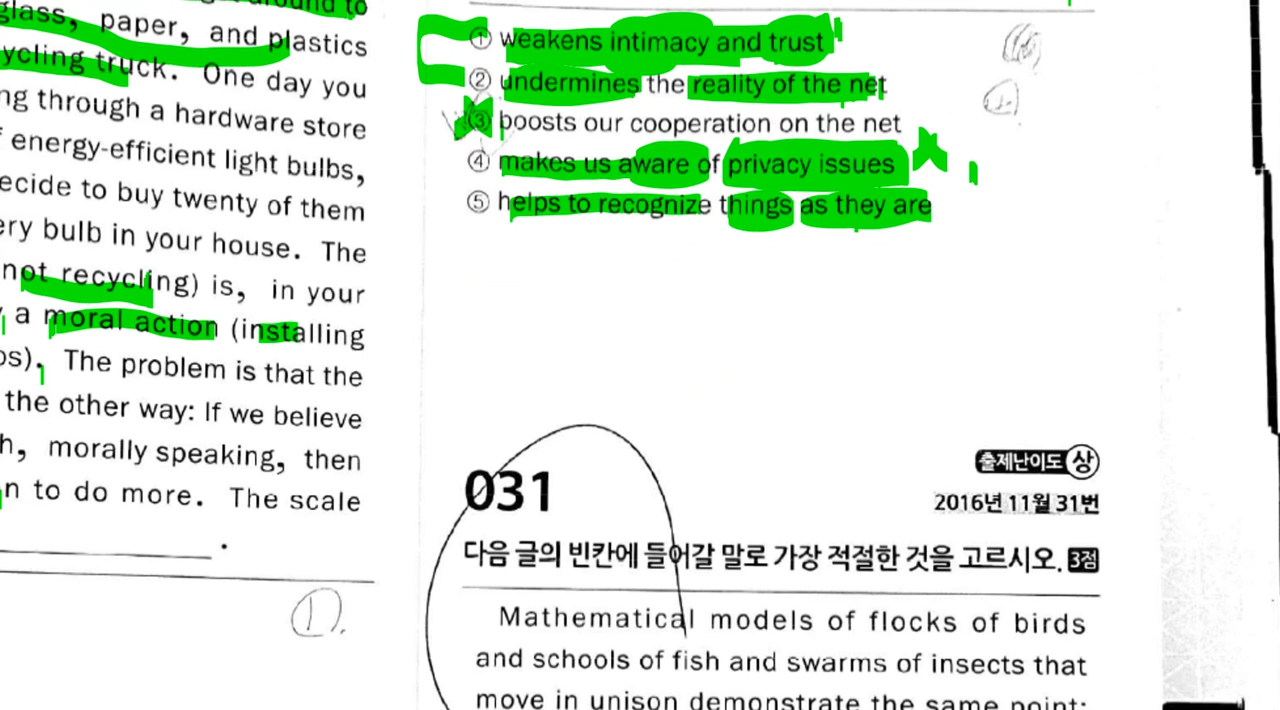 glass, paper, and plastics
ycling truck. One day you
ng through a hardware store
energy-efficient light bulbs,
ecide to buy twenty of them
ery bulb in your house. The
not recycling) is, in your
a moral action (installing
os). The problem is that the
the other way: If we believe
h, morally speaking, then
n to do more. The scale
.
①.
① weakens intimacy and trust
② undermines the reality of the net
③ boosts our cooperation on the net
④ makes us aware of privacy issues
⑤ helps to recognize things as they are
출제난이도 상
031
2016년 11월 31번
다음 글의 빈칸에 들어갈 말로 가장 적절한 것을 고르시오. 3점
Mathematical models of flocks of birds
and schools of fish and swarms of insects that
move in unison demonstrate the same point: